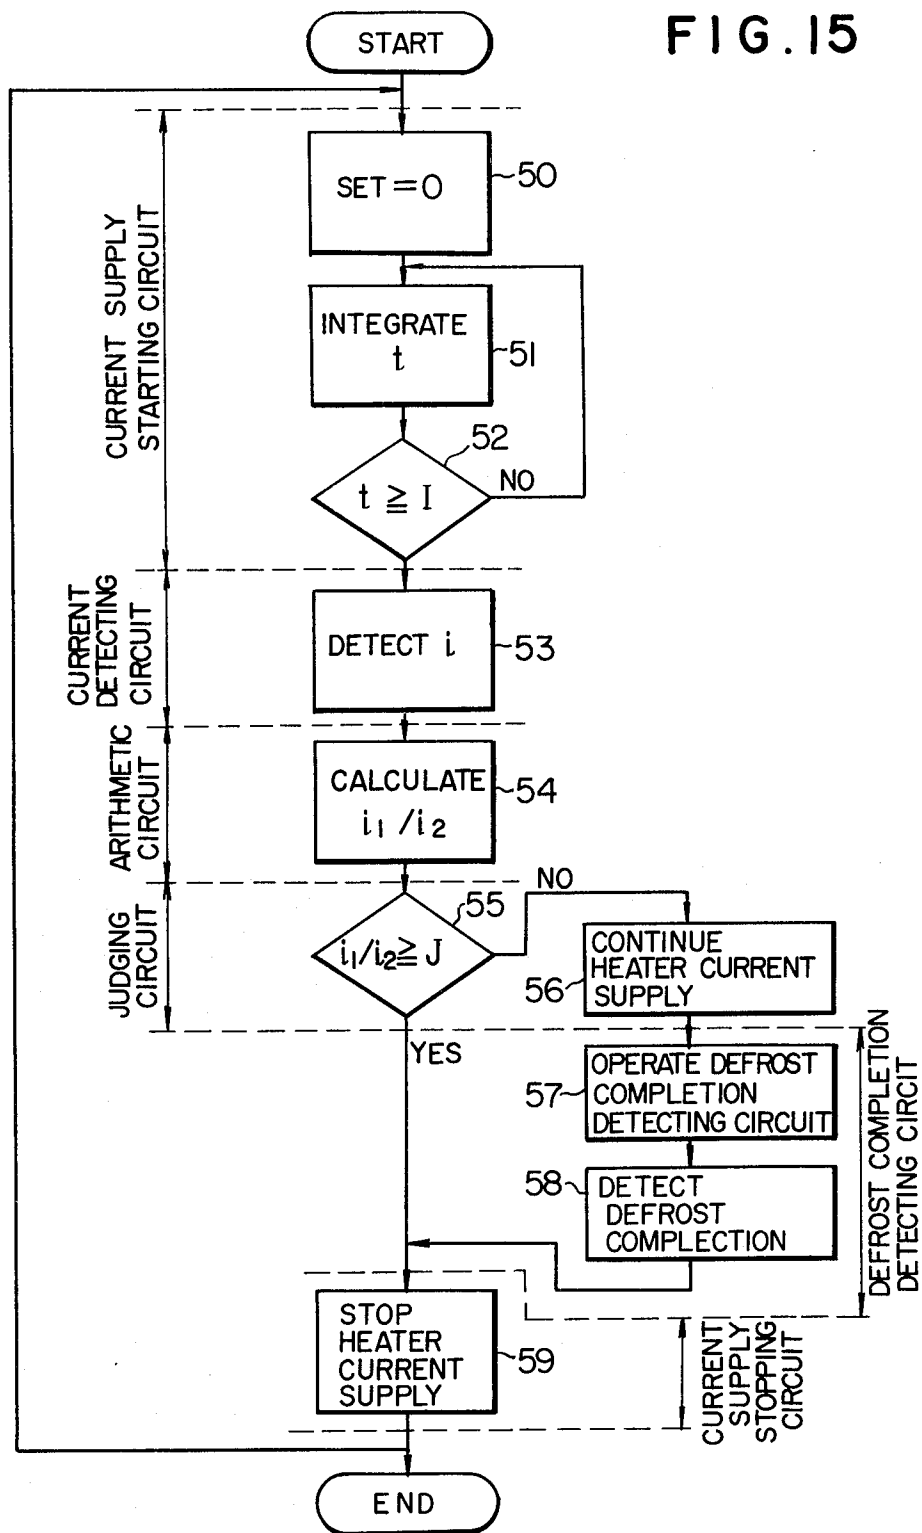 FIG.15
START
SET=0
50
CURRENT SUPPLY
STARTING CIRCUIT
INTEGRATE
t
51
52
t ≧ I
NO
CURRENT
DETECTING
CIRCUIT
DETECT i
53
ARITHMETIC
CIRCUIT
CALCULATE
i₁ /i₂
54
JUDGING
CIRCUIT
55
i₁/i₂≧ J
NO
YES
CONTINUE
HEATER CURRENT
SUPPLY
56
OPERATE DEFROST
COMPLETION
DETECTING CIRCUIT
57
58
DETECT
DEFROST
COMPLECTION
DEFROST COMPLETION
DETECTING CIRCIT
STOP
HEATER
CURRENT
SUPPLY
59
CURRENT
SUPPLY
STOPPING
CIRCUIT
END